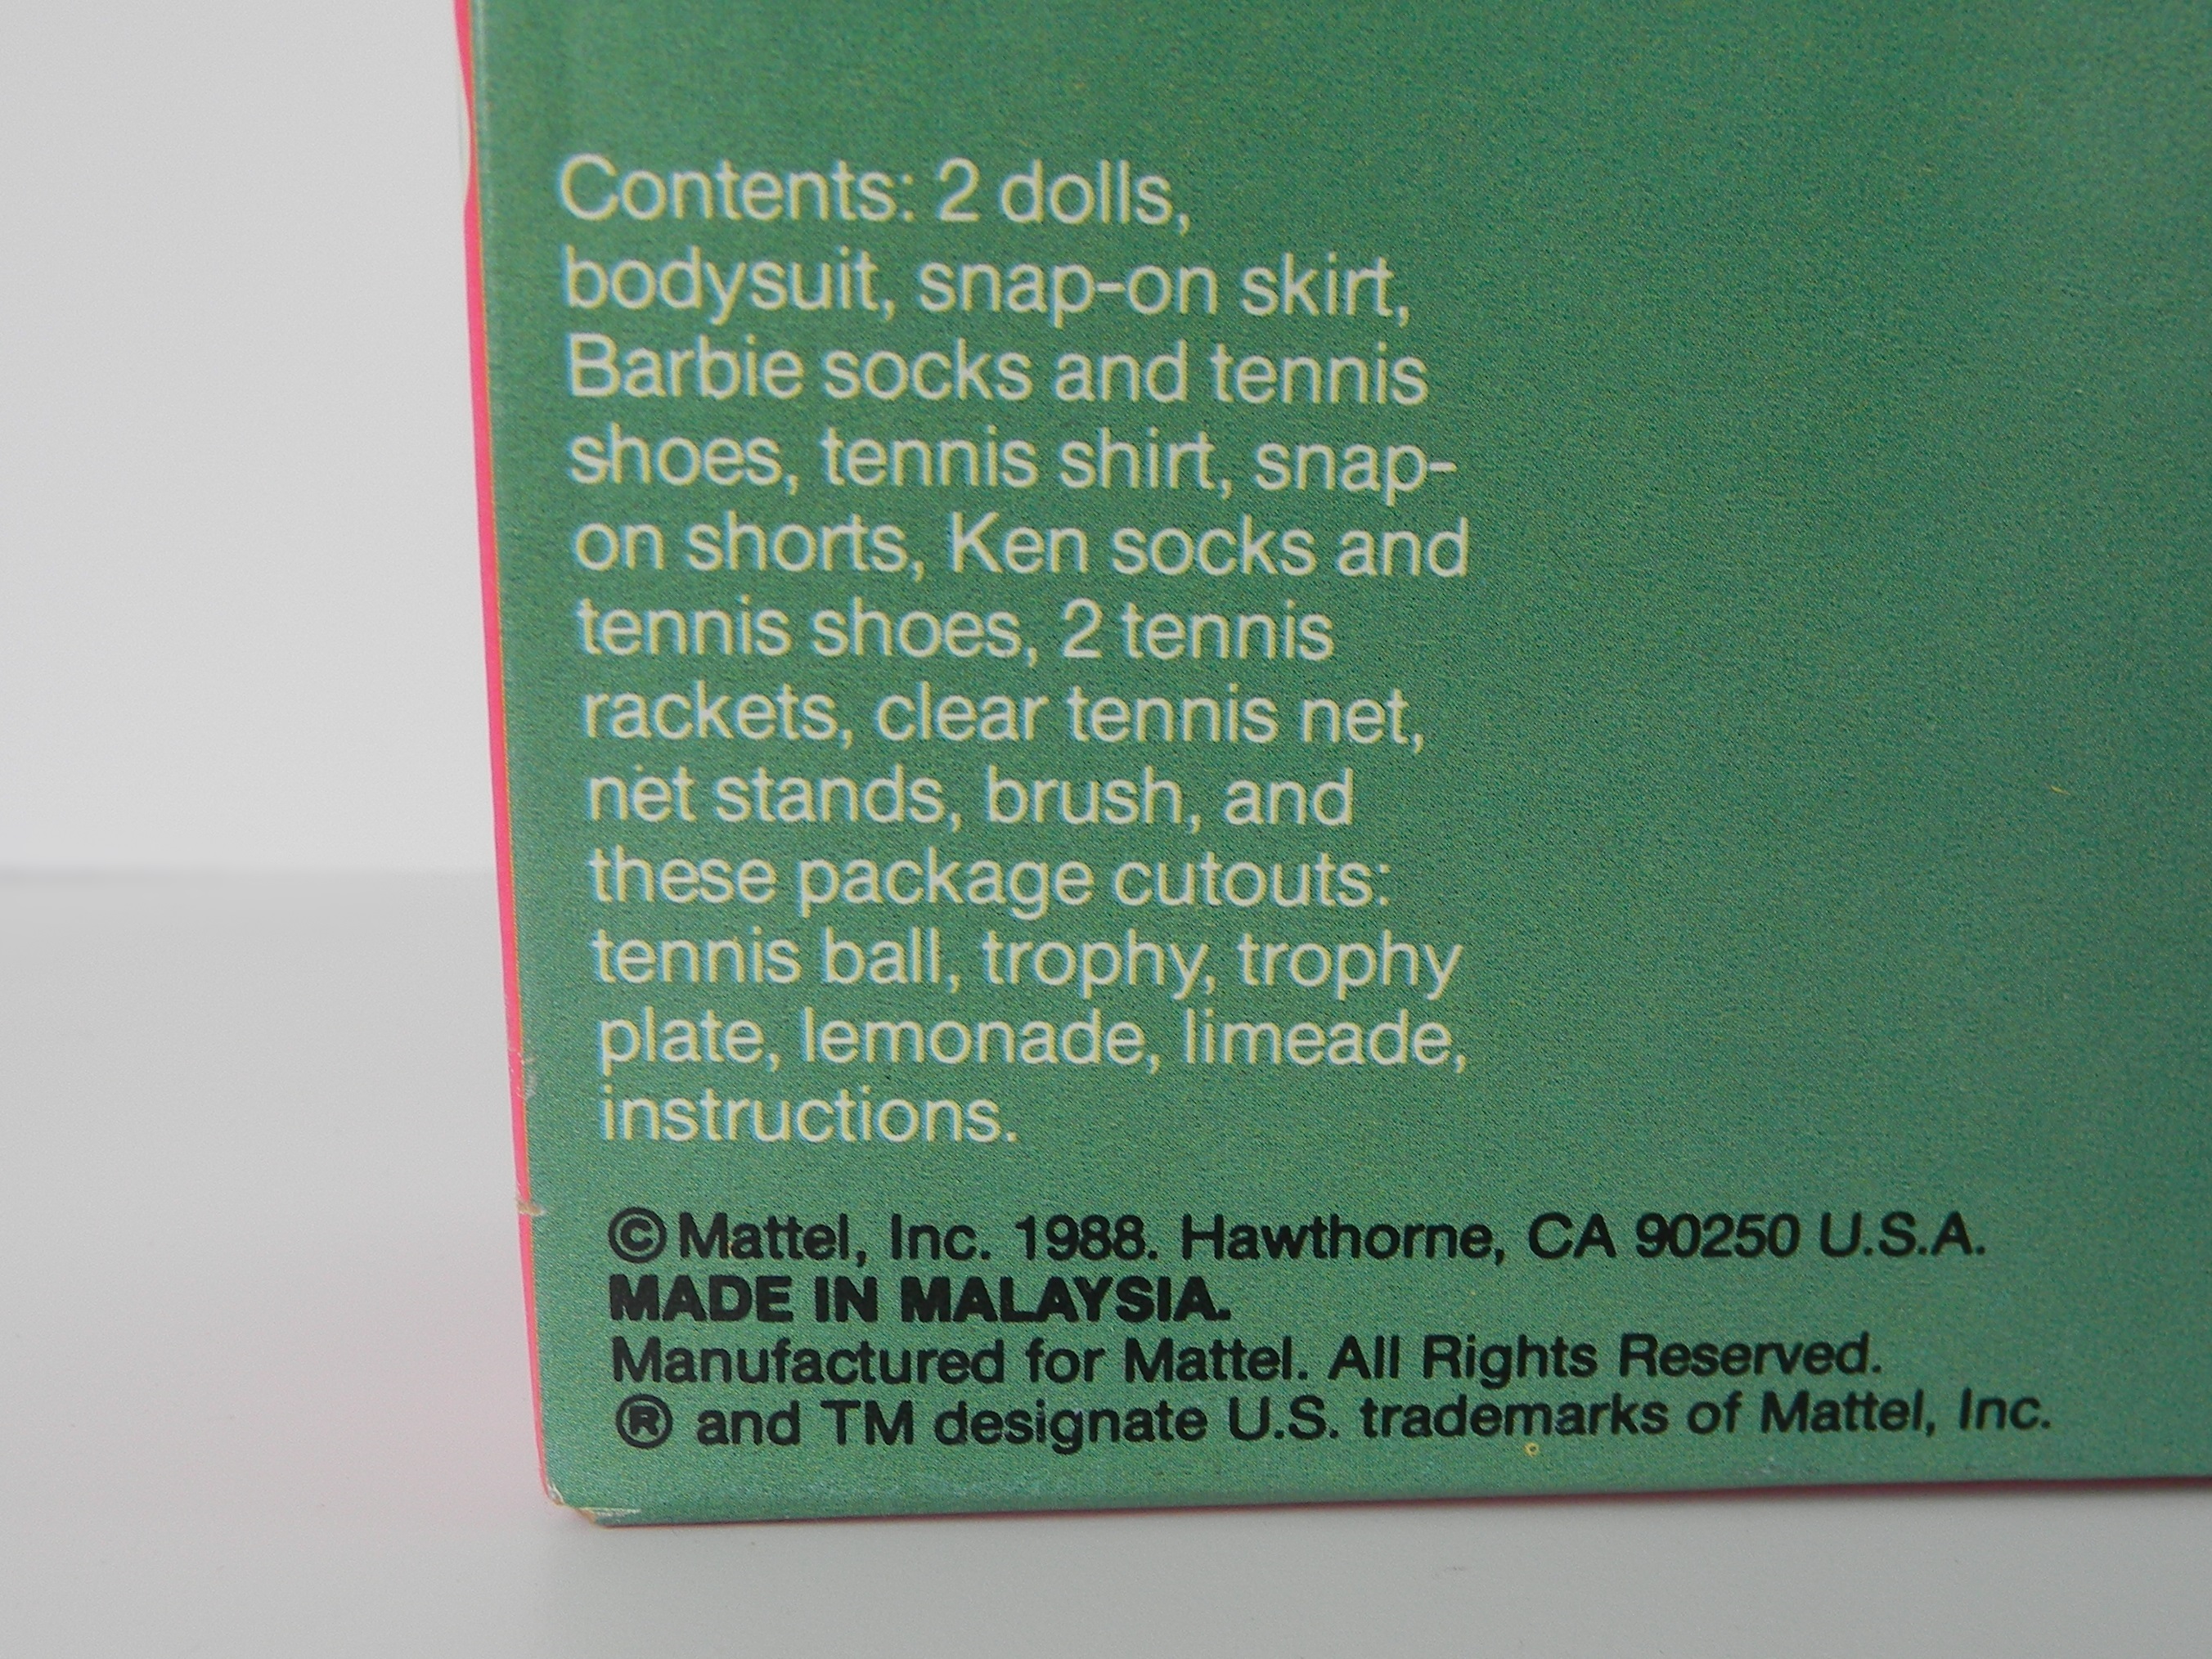 Contents: 2 dolls,
bodysuit, snap-on skirt,
Barbie socks and tennis
shoes, tennis shirt, snap-
on shorts, Ken socks and
tennis shoes, 2 tennis
rackets, clear tennis net,
net stands, brush, and
these package cutouts:
tennis ball, trophy, trophy
plate, lemonade, limeade,
instructions.
©Mattel, Inc. 1988. Hawthorne, CA 90250 U.S.A.
MADE IN MALAYSIA.
Manufactured for Mattel. All Rights Reserved.
® and TM designate U.S. trademarks of Mattel, Inc.